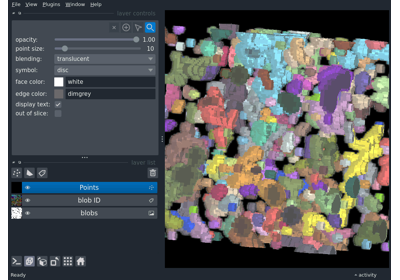 File View Plugins Window Help
layer controls
opacity: 1.00
point size: 10
blending: translucent
symbol: disc
face color: white
edge color: dimgrey
display text:
out of slice:
layer list
Points
blob ID
blobs
Ready
activity